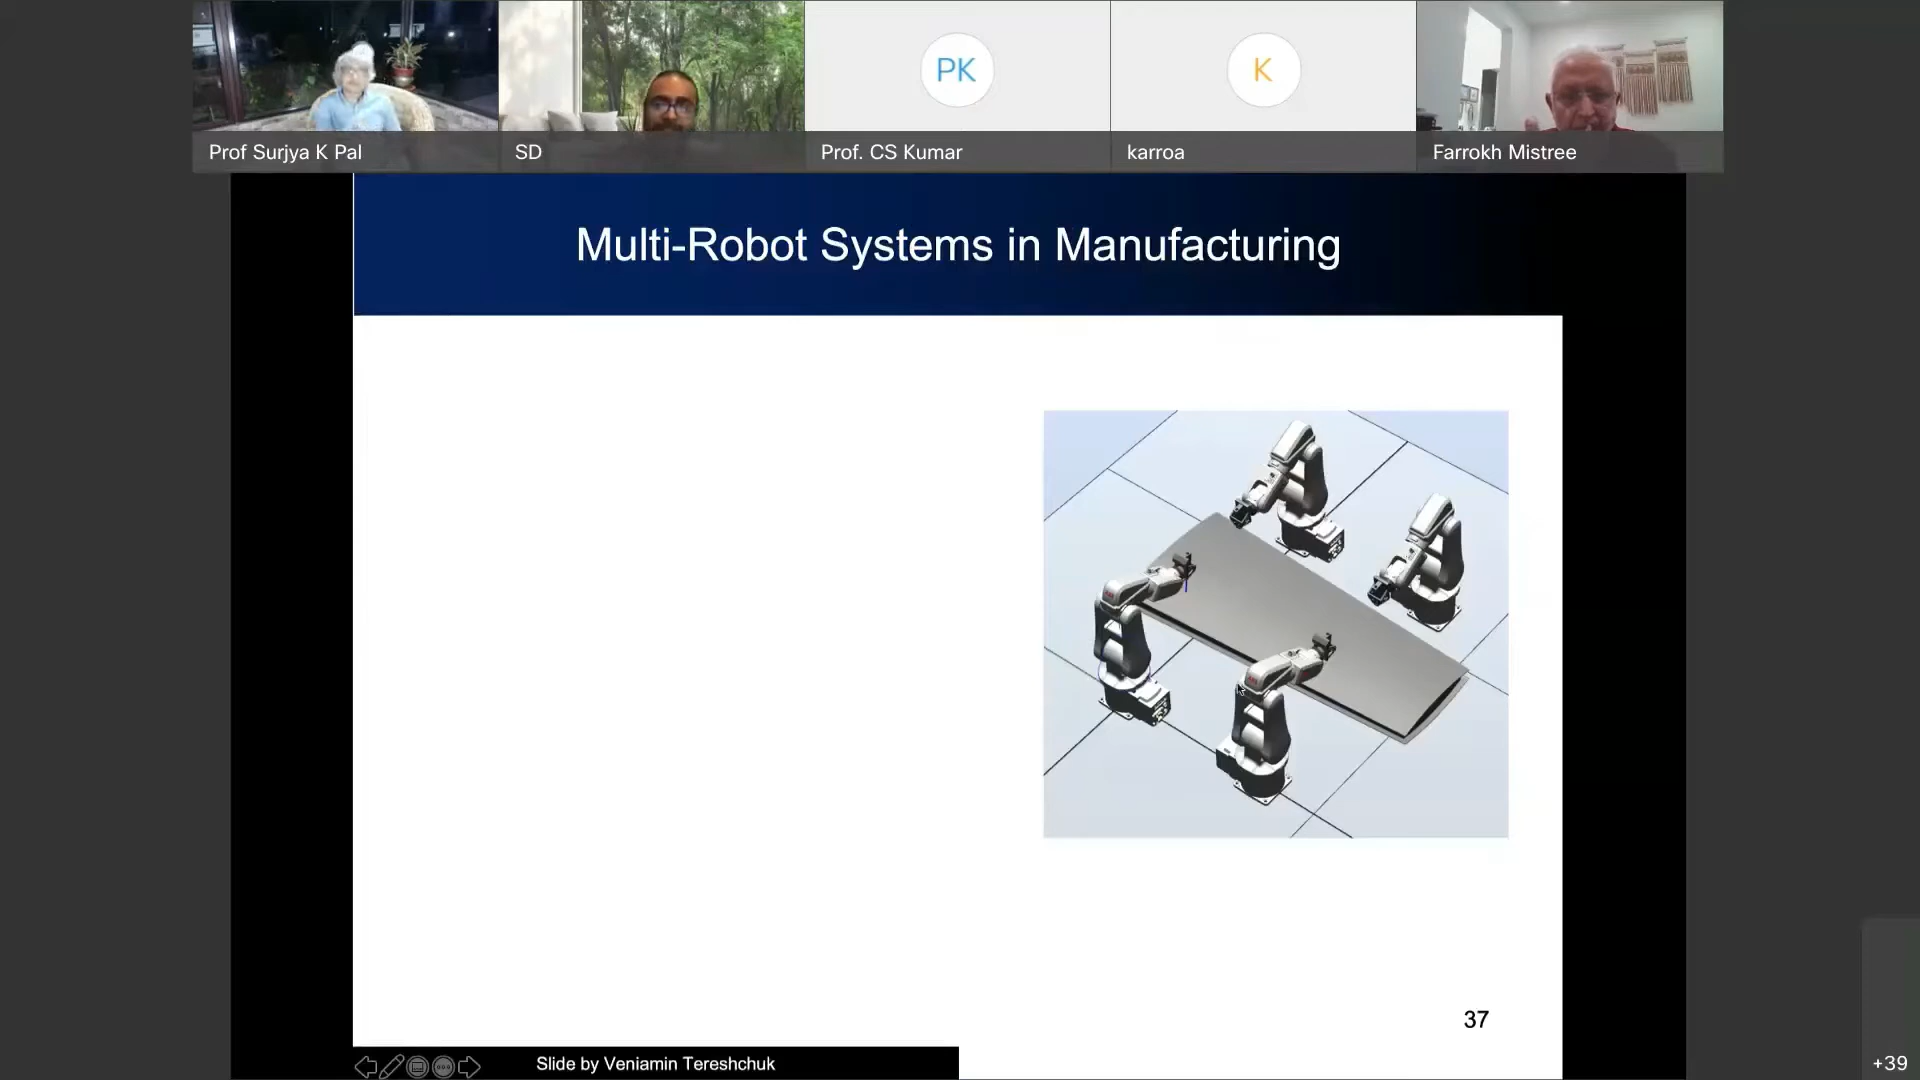 PK
K
Prof Surjya K Pal
SD
Prof. CS Kumar
karroa
Farrokh Mistree
Multi-Robot Systems in Manufacturing
37
Slide by Veniamin Tereshchuk
+39